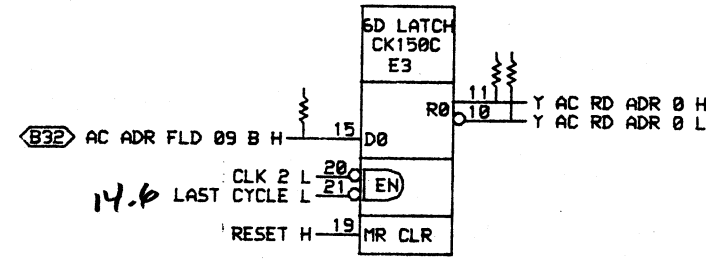 6D LATCH
CK150C
E3
R0
11 Y AC RD ADR 0 H
10 Y AC RD ADR 0 L
B32 AC ADR FLD 09 B H 15 D0
CLK 2 L 20
14.6 LAST CYCLE L 21 EN
RESET H 19 MR CLR